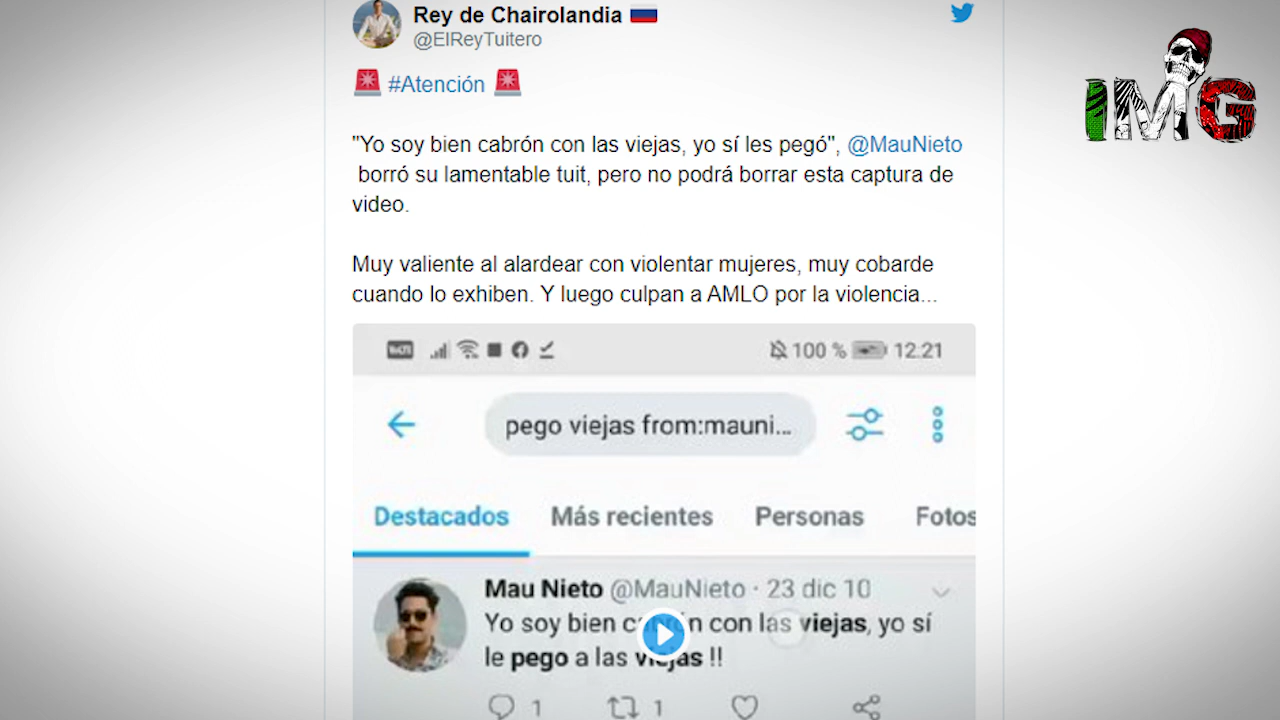 Rey de Chairolandia
@ElReyTuitero
#Atención
"Yo soy bien cabrón con las viejas, yo sí les pegó", @MauNieto
borró su lamentable tuit, pero no podrá borrar esta captura de
video.
Muy valiente al alardear con violentar mujeres, muy cobarde
cuando lo exhiben. Y luego culpan a AMLO por la violencia...
100 % 12.21
pego viejas from:mauni...
Destacados Más recientes Personas Fotos
Mau Nieto @MauNieto · 23 dic 10
Yo soy bien cabrón con las viejas, yo sí
le pego a las viejas !!
1 1
IMG